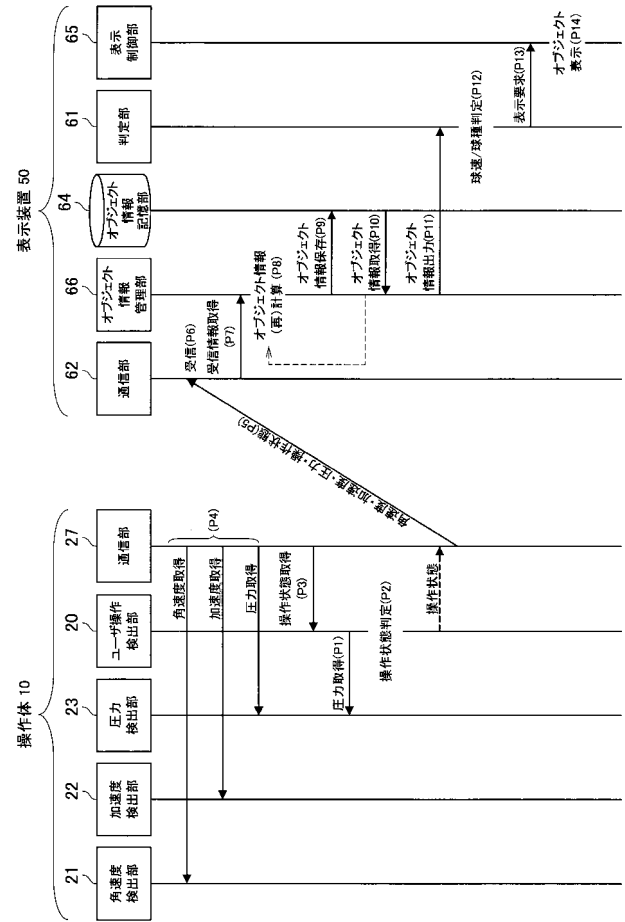 操作体 10
表示装置 50
21
22
23
20
27
62
66
64
61
65
角速度
検出部
加速度
検出部
圧力
検出部
ユーザ操作
検出部
通信部
通信部
オブジェクト
情報
管理部
オブジェクト
情報
記憶部
判定部
表示
制御部
角速度取得
(P4)
加速度取得
圧力取得
操作状態取得
(P3)
圧力取得(P1)
操作状態判定(P2)
操作状態
角速度・加速度・圧力・操作状態(P5)
受信(P6)
受信情報取得
(P7)
オブジェクト情報
(再)計算(P8)
オブジェクト
情報保存(P9)
オブジェクト
情報取得(P10)
オブジェクト
情報出力(P11)
球速/球種判定(P12)
表示要求(P13)
オブジェクト
表示(P14)